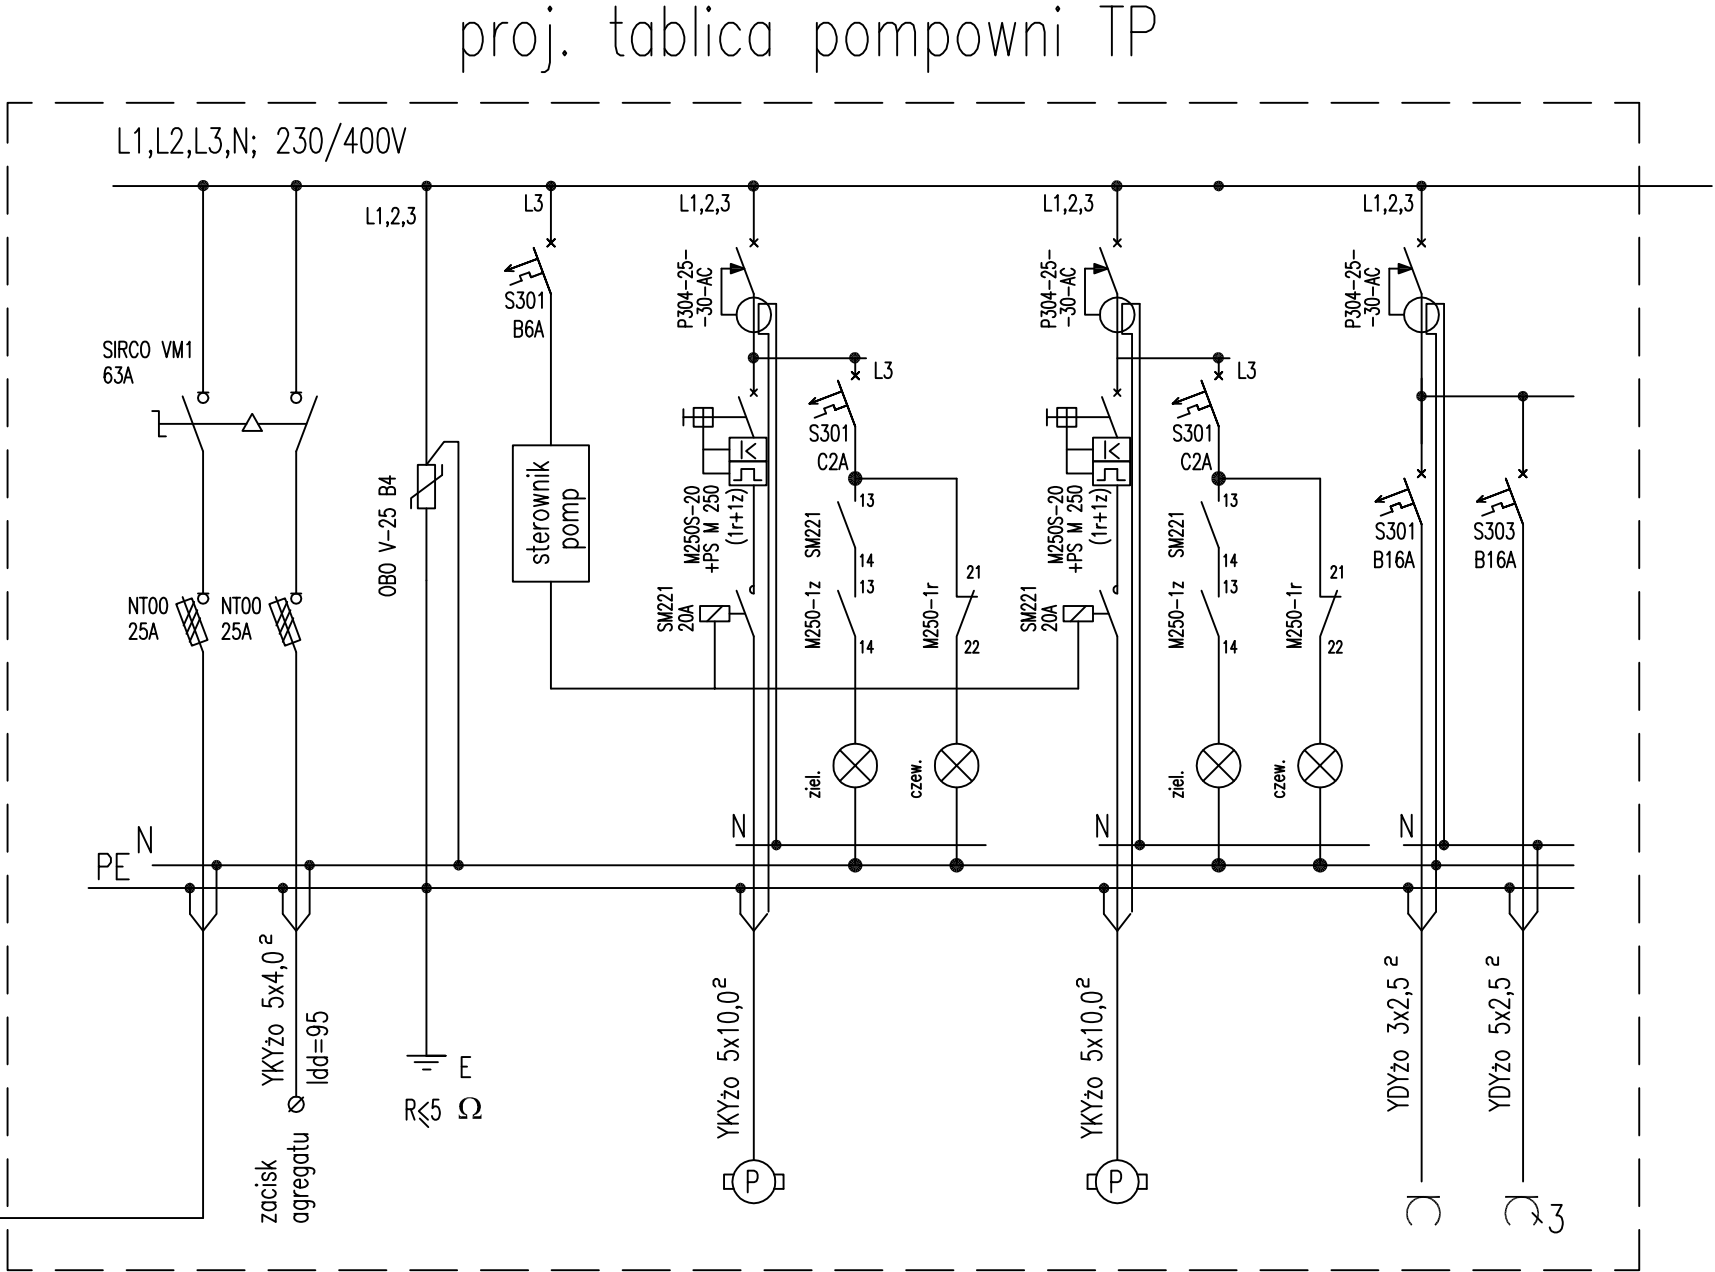 proj. tablica pompowni TP
L1,L2,L3,N; 230/400V
L1,2,3
L3
L1,2,3
L1,2,3
L1,2,3
S301
B6A
P304-25-
-30-AC
P304-25-
-30-AC
P304-25-
-30-AC
SIRCO VM1
63A
L3
L3
S301
C2A
S301
C2A
OBO V-25 B4
sterownik
pomp
M250S-20
+PS M 250
(1r+1z)
M250S-20
+PS M 250
(1r+1z)
13
SM221
14
13
SM221
14
S301
B16A
S303
B16A
NT00
25A
NT00
25A
SM221
20A
13
M250-1z
14
21
M250-1r
22
SM221
20A
13
M250-1z
14
21
M250-1r
22
ziel.
czew.
ziel.
czew.
N
N
N
N
PE
YKYżo 5x4,0²
Idd=95
YKYżo 5x10,0²
YKYżo 5x10,0²
YDYżo 3x2,5²
YDYżo 5x2,5²
E
R⩽5 Ω
zacisk
agregatu
P
P
x3